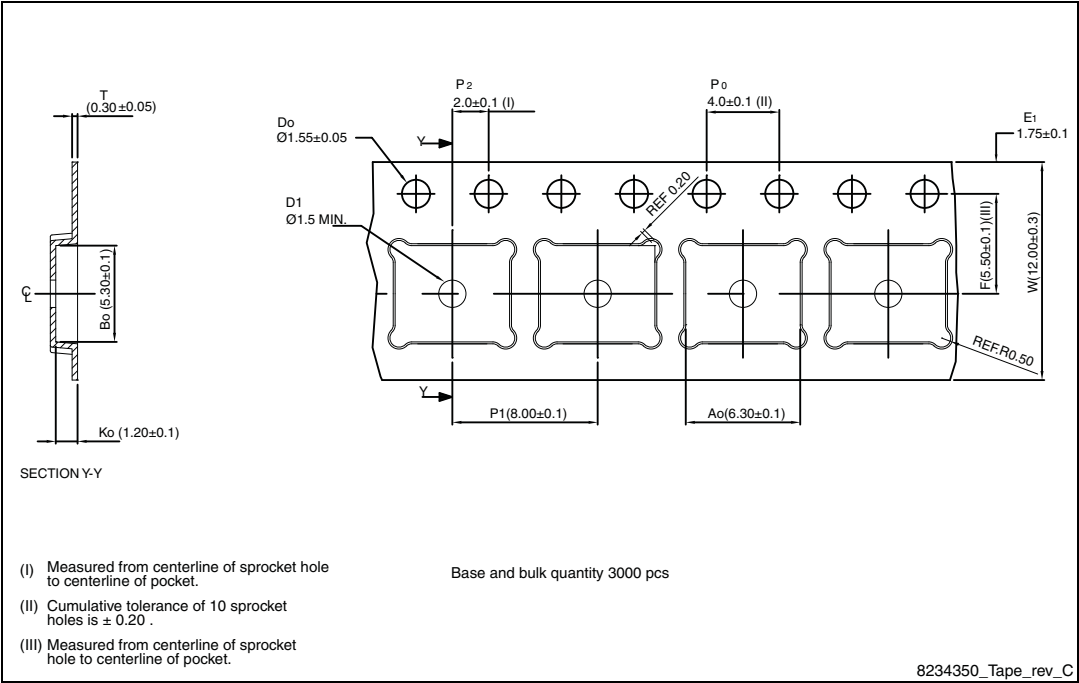 T
(0.30 ±0.05)
P2
2.0±0.1 (I)
P0
4.0±0.1 (II)
E1
1.75±0.1
Do
Ø1.55±0.05
Y
D1
Ø1.5 MIN.
REF 0.20
F(5.50±0.1)(III)
W(12.00±0.3)
CL
Bo (5.30±0.1)
REF.R0.50
Y
P1(8.00±0.1)
Ao(6.30±0.1)
Ko (1.20±0.1)
SECTION Y-Y
(I) Measured from centerline of sprocket hole
to centerline of pocket.
Base and bulk quantity 3000 pcs
(II) Cumulative tolerance of 10 sprocket
holes is ± 0.20 .
(III) Measured from centerline of sprocket
hole to centerline of pocket.
8234350_Tape_rev_C